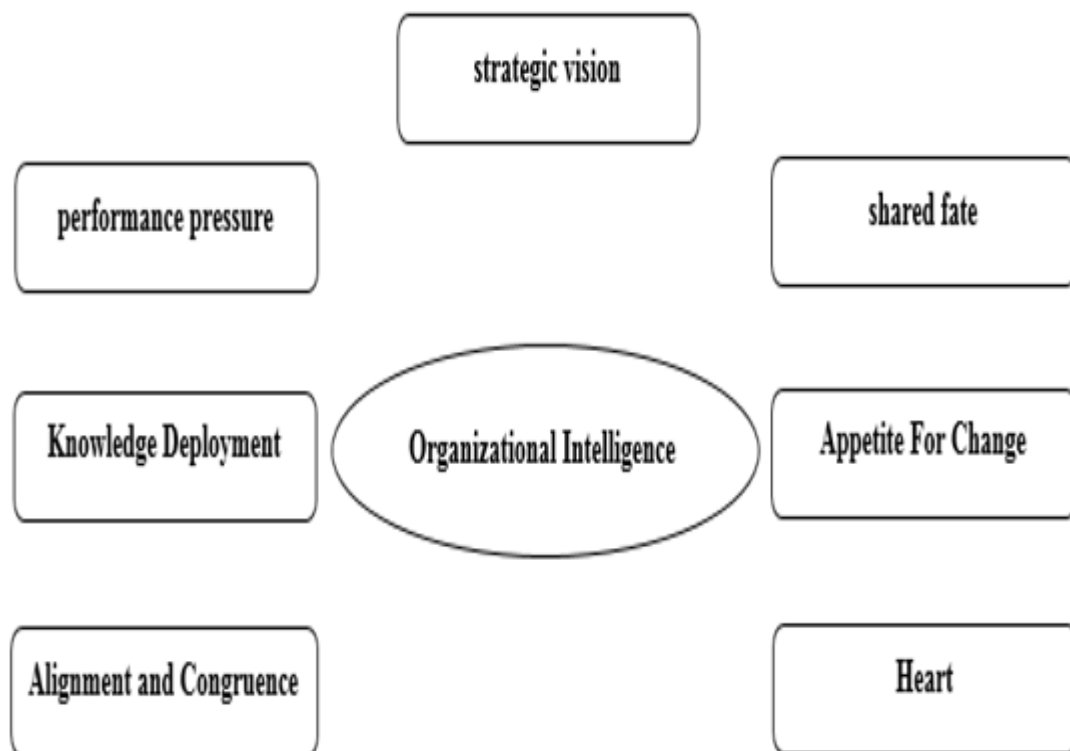 strategic vision
performance pressure
shared fate
Knowledge Deployment
Organizational Intelligence
Appetite For Change
Alignment and Congruence
Heart